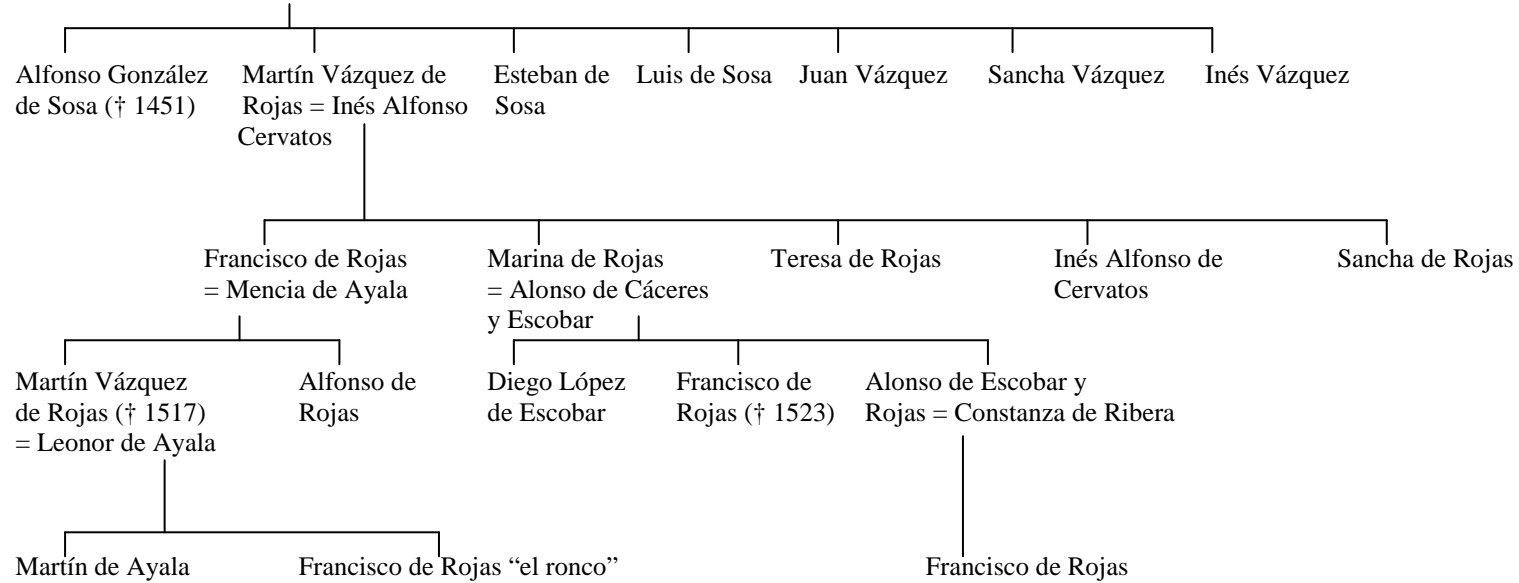 Alfonso González
de Sosa († 1451)
Martín Vázquez de
Rojas = Inés Alfonso
Cervatos
Esteban de
Sosa
Luis de Sosa
Juan Vázquez
Sancha Vázquez
Inés Vázquez
Francisco de Rojas
= Mencia de Ayala
Marina de Rojas
= Alonso de Cáceres
y Escobar
Teresa de Rojas
Inés Alfonso de
Cervatos
Sancha de Rojas
Martín Vázquez
de Rojas († 1517)
= Leonor de Ayala
Alfonso de
Rojas
Diego López
de Escobar
Francisco de
Rojas († 1523)
Alonso de Escobar y
Rojas = Constanza de Ribera
Martín de Ayala
Francisco de Rojas “el ronco”
Francisco de Rojas